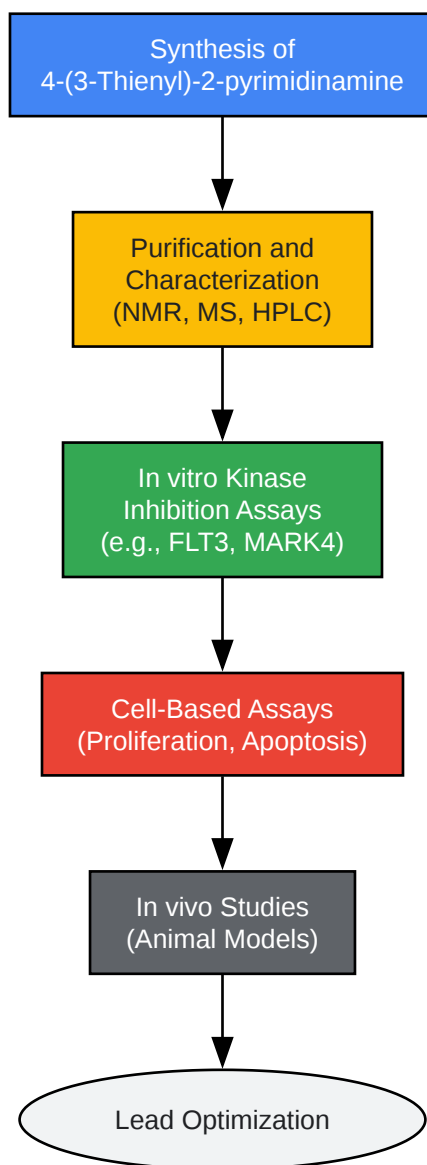 Synthesis of
4-(3-Thienyl)-2-pyrimidinamine
Purification and
Characterization
(NMR, MS, HPLC)
In vitro Kinase
Inhibition Assays
(e.g., FLT3, MARK4)
Cell-Based Assays
(Proliferation, Apoptosis)
In vivo Studies
(Animal Models)
Lead Optimization